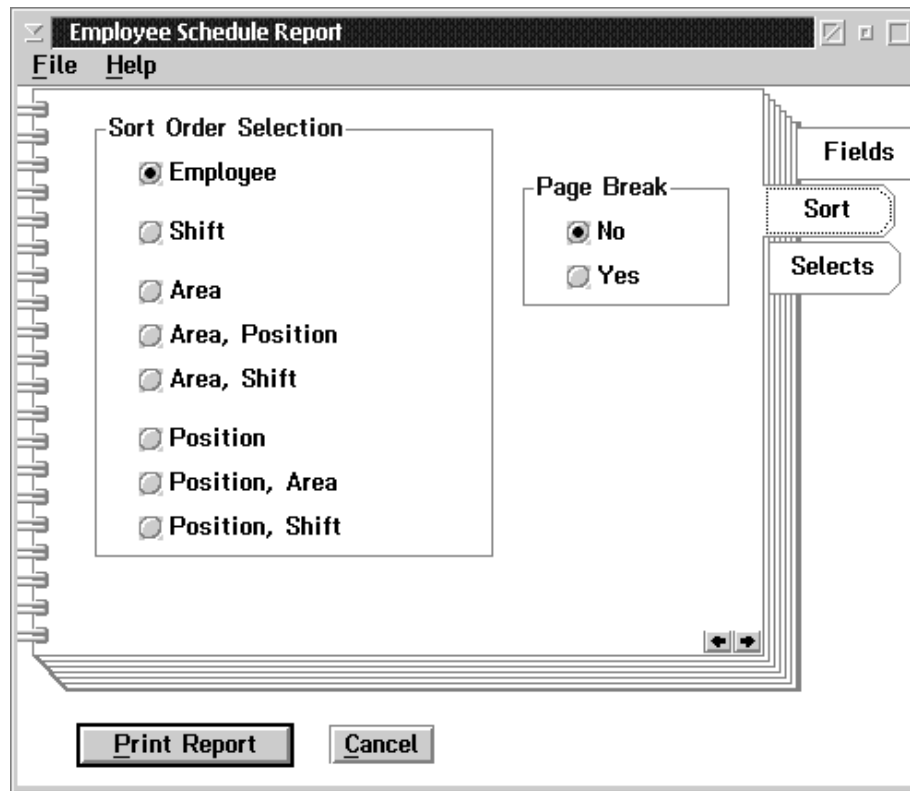 Employee Schedule Report
File Help
Sort Order Selection
Employee
Shift
Area
Area, Position
Area, Shift
Position
Position, Area
Position, Shift
Page Break
No
Yes
Fields
Sort
Selects
Print Report
Cancel